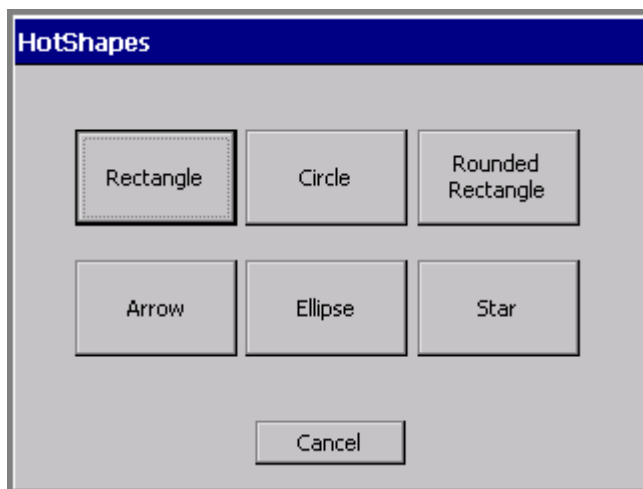 HotShapes
Rectangle
Circle
Rounded
Rectangle
Arrow
Ellipse
Star
Cancel